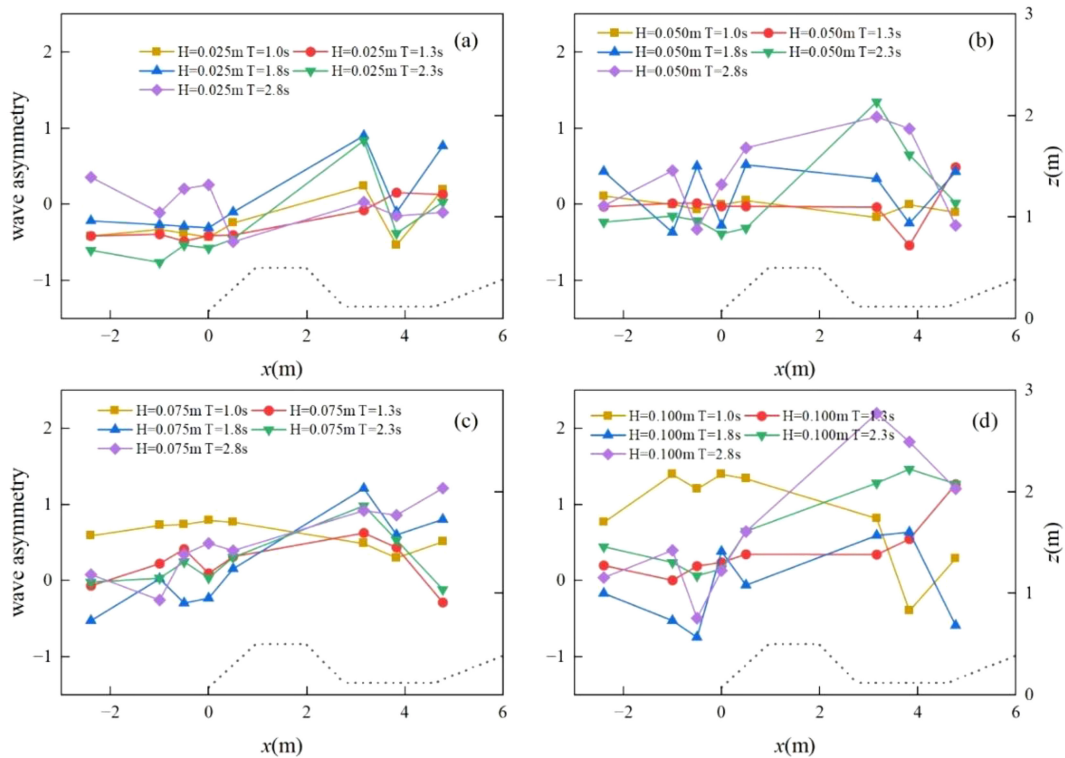 (a)
H=0.025m T=1.0s H=0.025m T=1.3s
H=0.025m T=1.8s H=0.025m T=2.3s
H=0.025m T=2.8s
wave asymmetry
2
1
0
−1
−2 0 2 4 6
x(m)
(b)
H=0.050m T=1.0s H=0.050m T=1.3s
H=0.050m T=1.8s H=0.050m T=2.3s
H=0.050m T=2.8s
2
1
0
−1
3
2
1
0
z(m)
−2 0 2 4 6
x(m)
(c)
H=0.075m T=1.0s H=0.075m T=1.3s
H=0.075m T=1.8s H=0.075m T=2.3s
H=0.075m T=2.8s
wave asymmetry
2
1
0
−1
−2 0 2 4 6
x(m)
(d)
H=0.100m T=1.0s H=0.100m T=1.3s
H=0.100m T=1.8s H=0.100m T=2.3s
H=0.100m T=2.8s
2
1
0
−1
3
2
1
0
z(m)
−2 0 2 4 6
x(m)